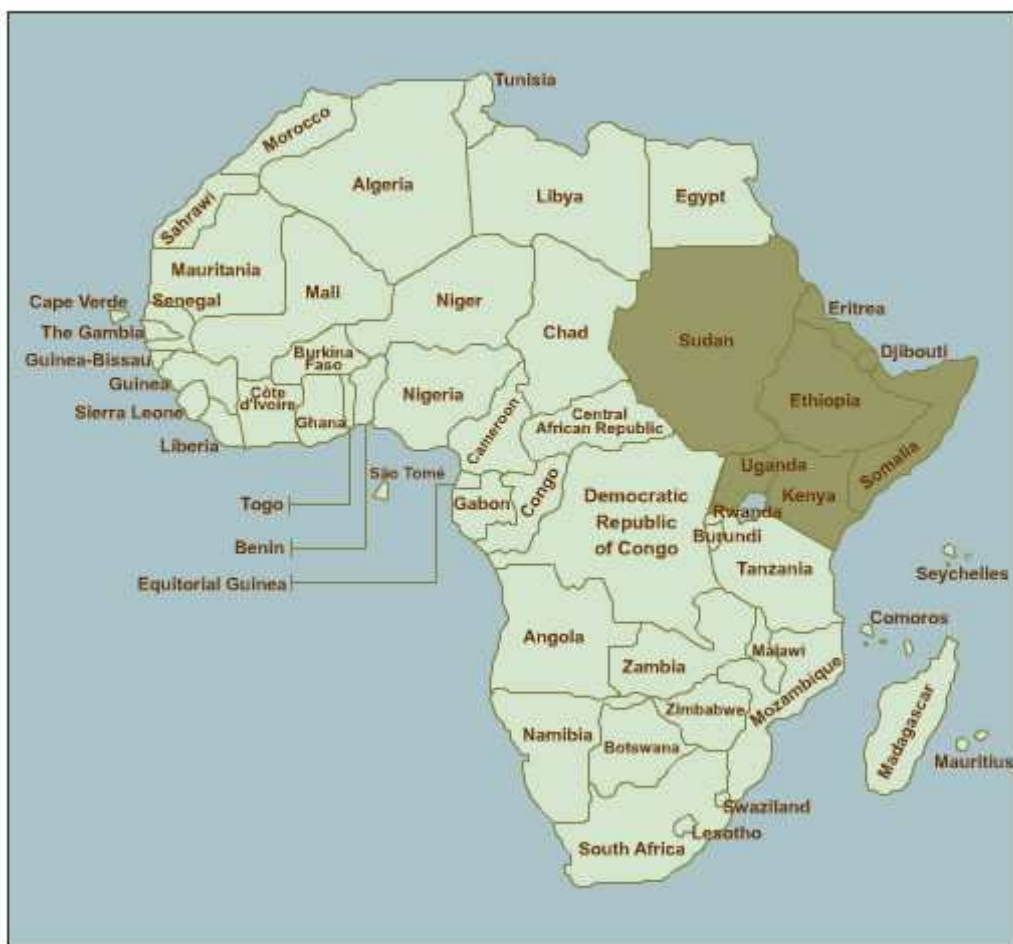 Tunisia
Morocco
Algeria
Libya
Egypt
Sahrawi
Mauritania
Mali
Niger
Chad
Sudan
Eritrea
Cape Verde
Senegal
The Gambia
Guinea-Bissau
Guinea
Sierra Leone
Liberia
Burkina
Faso
Côte
d'Ivoire
Ghana
Nigeria
Cameroon
Central
African Republic
Djibouti
Ethiopia
Somalia
Uganda
Kenya
São Tomé
Togo
Benin
Equitorial Guinea
Gabon
Congo
Democratic
Republic
of Congo
Rwanda
Burundi
Tanzania
Seychelles
Comoros
Angola
Zambia
Malawi
Mozambique
Zimbabwe
Namibia
Botswana
Madagascar
Mauritius
Swaziland
Lesotho
South Africa